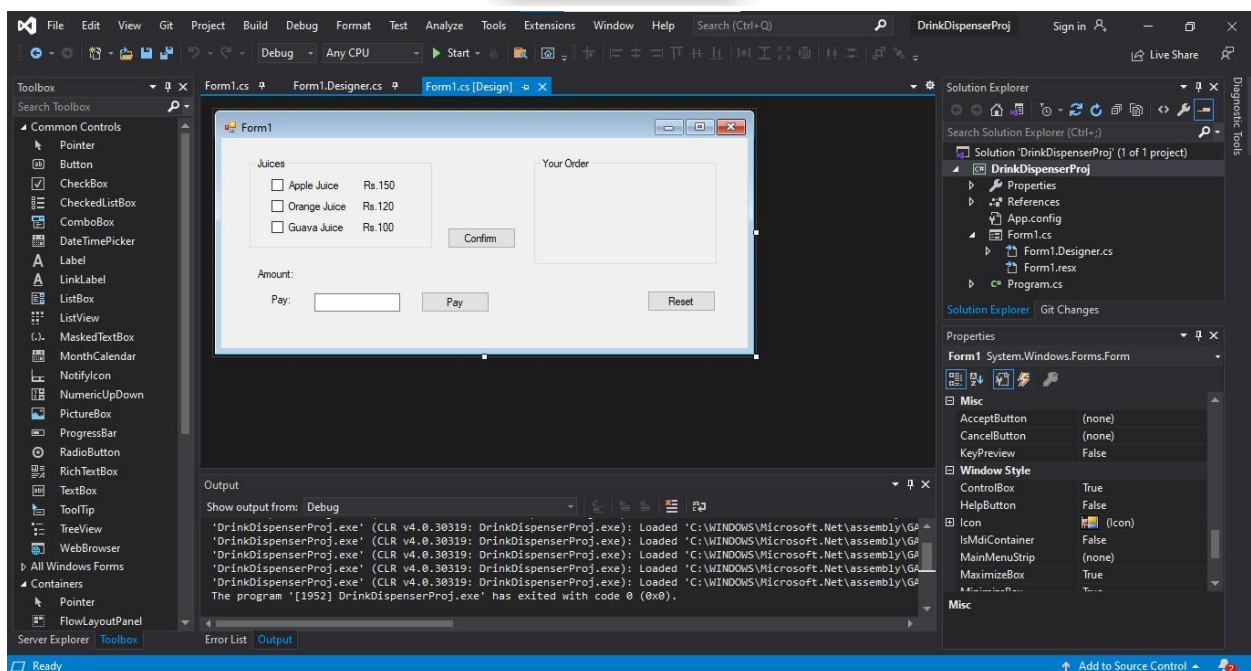 File Edit View Git Project Build Debug Format Test Analyze Tools Extensions Window Help Search (Ctrl+Q) DrinkDispenserProj Sign in
Debug Any CPU Start Live Share
Toolbox
Search Toolbox
Common Controls
Pointer
Button
CheckBox
CheckedListBox
ComboBox
DateTimePicker
Label
LinkLabel
ListBox
ListView
MaskedTextBox
MonthCalendar
NotifyIcon
NumericUpDown
PictureBox
ProgressBar
RadioButton
RichTextBox
TextBox
ToolTip
TreeView
WebBrowser
All Windows Forms
Containers
Pointer
FlowLayoutPanel
Server Explorer Toolbox
Form1.cs Form1.Designer.cs Form1.cs [Design]
Form1
Juices
Apple Juice Rs.150
Orange Juice Rs.120
Guava Juice Rs.100
Confirm
Your Order
Amount:
Pay: Pay
Reset
Output
Show output from: Debug
'DrinkDispenserProj.exe' (CLR v4.0.30319: DrinkDispenserProj.exe): Loaded 'C:\WINDOWS\Microsoft.Net\assembly\GA
'DrinkDispenserProj.exe' (CLR v4.0.30319: DrinkDispenserProj.exe): Loaded 'C:\WINDOWS\Microsoft.Net\assembly\GA
'DrinkDispenserProj.exe' (CLR v4.0.30319: DrinkDispenserProj.exe): Loaded 'C:\WINDOWS\Microsoft.Net\assembly\GA
'DrinkDispenserProj.exe' (CLR v4.0.30319: DrinkDispenserProj.exe): Loaded 'C:\WINDOWS\Microsoft.Net\assembly\GA
'DrinkDispenserProj.exe' (CLR v4.0.30319: DrinkDispenserProj.exe): Loaded 'C:\WINDOWS\Microsoft.Net\assembly\GA
The program '[1952] DrinkDispenserProj.exe' has exited with code 0 (0x0).
Error List Output
Solution Explorer
Search Solution Explorer (Ctrl+;)
Solution 'DrinkDispenserProj' (1 of 1 project)
DrinkDispenserProj
Properties
References
App.config
Form1.cs
Form1.Designer.cs
Form1.resx
Program.cs
Solution Explorer Git Changes
Properties
Form1 System.Windows.Forms.Form
Misc
AcceptButton (none)
CancelButton (none)
KeyPreview False
Window Style
ControlBox True
HelpButton False
Icon (Icon)
IsMdiContainer False
MainMenuStrip (none)
MaximizeBox True
Misc
Diagnostic Tools
Ready Add to Source Control 2